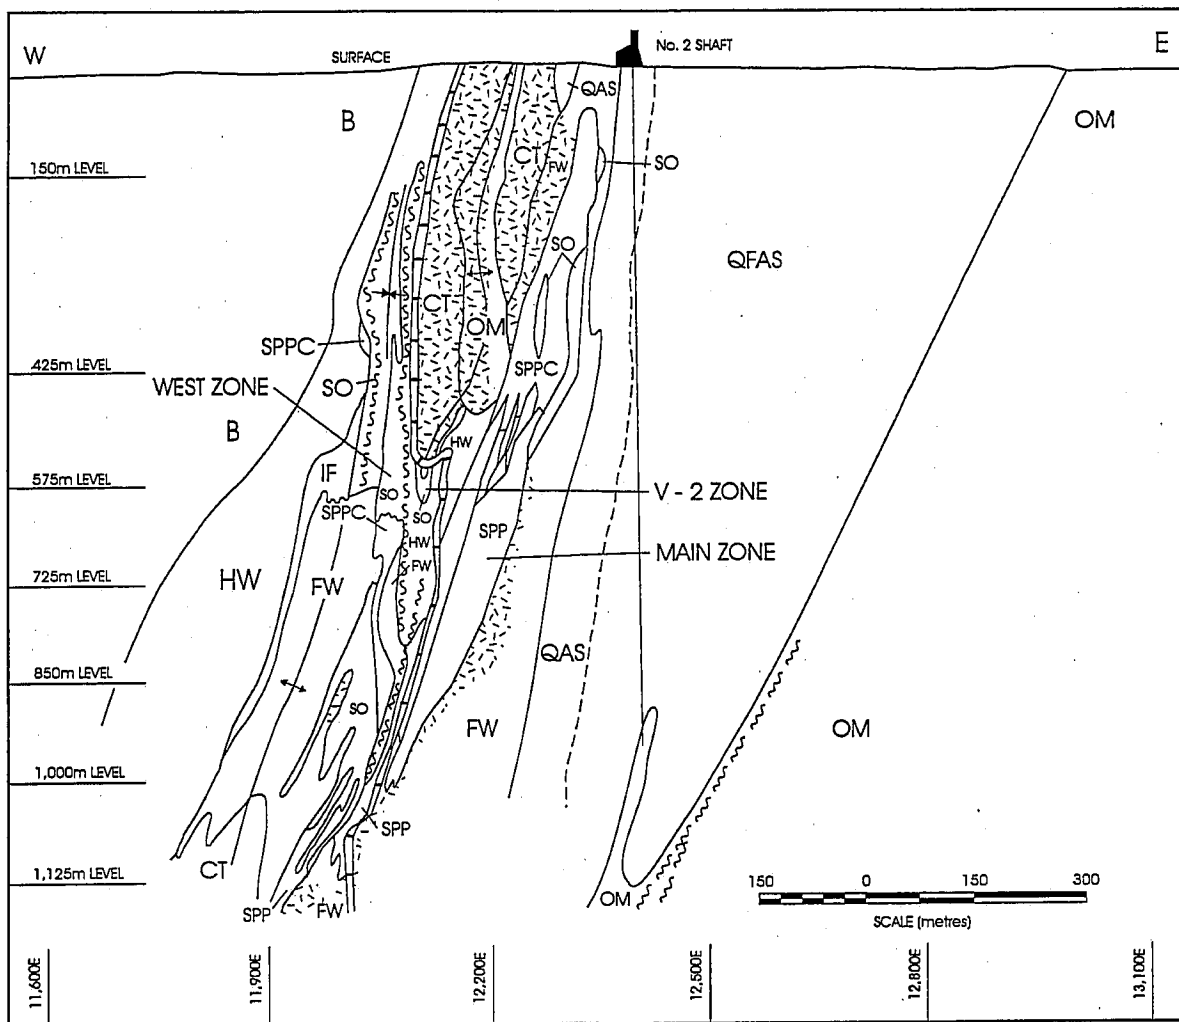 W
SURFACE
No. 2 SHAFT
E
QAS
B
OM
CT
FW
SO
150m LEVEL
SO
QFAS
CT
OM
SPPC
SPPC
425m LEVEL
SO
WEST ZONE
B
HW
IF
575m LEVEL
SO
V - 2 ZONE
SPPC
SO
SPP
HW
MAIN ZONE
FW
725m LEVEL
HW
FW
QAS
850m LEVEL
SO
FW
OM
1,000m LEVEL
SPP
CT
1,125m LEVEL
OM
SPP
FW
150 0 150 300
SCALE (metres)
11,600E
11,900E
12,200E
12,500E
12,800E
13,100E